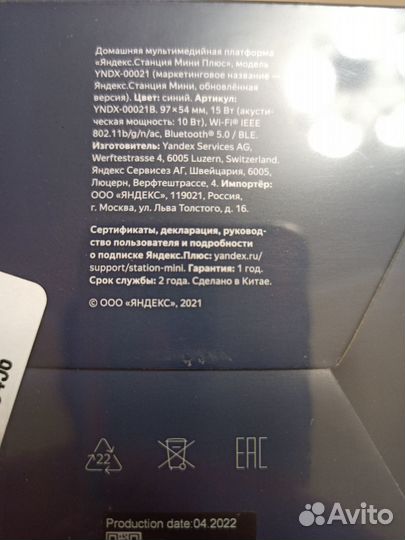 Домашняя мультимедийная платформа
«Яндекс.Станция Мини Плюс», модель
YNDX-00021 (маркетинговое название —
Яндекс.Станция Мини, обновлённая
версия). Цвет: синий. Артикул:
YNDX-00021B. 97×54 мм, 15 Вт (акусти-
ческая мощность: 10 Вт), Wi-Fi® IEEE
802.11b/g/n/ac, Bluetooth® 5.0 / BLE.
Изготовитель: Yandex Services AG,
Werftestrasse 4, 6005 Luzern, Switzerland.
Яндекс Сервисез АГ, Швейцария, 6005,
Люцерн, Верфтештрассе, 4. Импортёр:
ООО «ЯНДЕКС», 119021, Россия,
г. Москва, ул. Льва Толстого, д. 16.
Сертификаты, декларация, руковод-
ство пользователя и подробности
о подписке Яндекс.Плюс: yandex.ru/
support/station-mini. Гарантия: 1 год.
Срок службы: 2 года. Сделано в Китае.
© ООО «ЯНДЕКС», 2021
22
EAC
Production date:04.2022
Avito